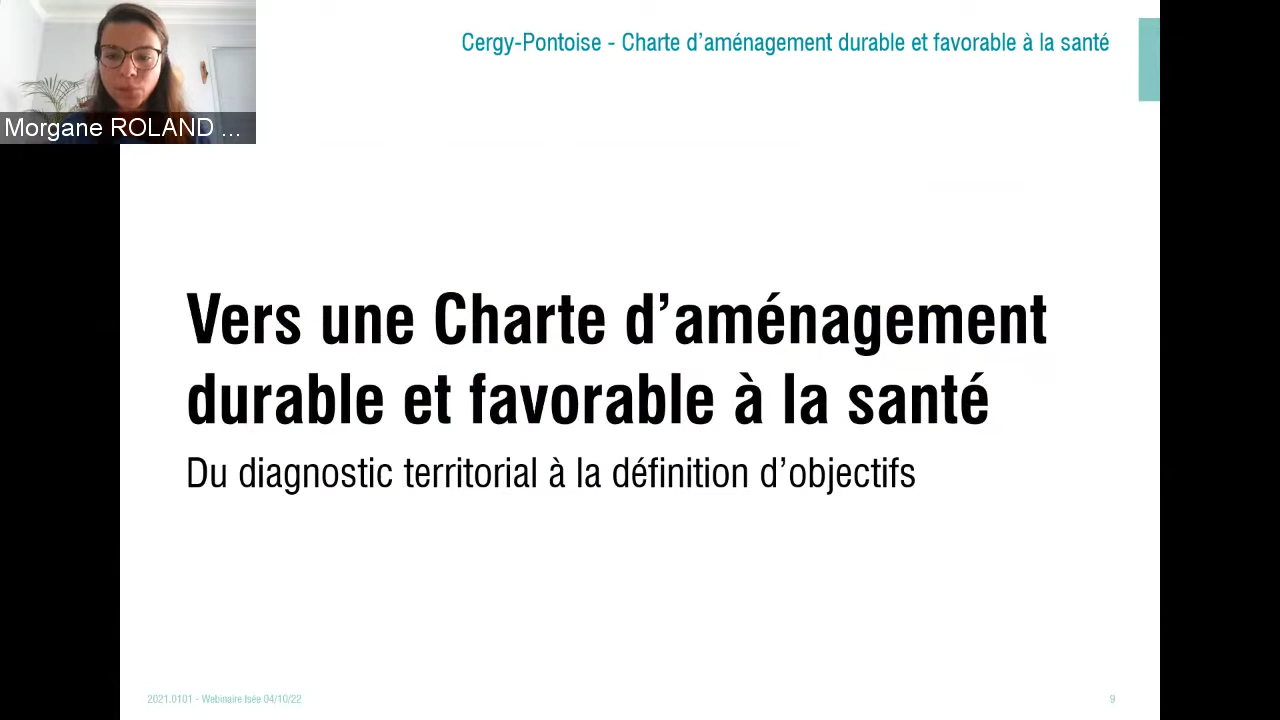 Cergy-Pontoise - Charte d’aménagement durable et favorable à la santé
Morgane ROLAND ...
Vers une Charte d’aménagement
durable et favorable à la santé
Du diagnostic territorial à la définition d’objectifs
2021.0101 - Webinaire Isée 04/10/22
9